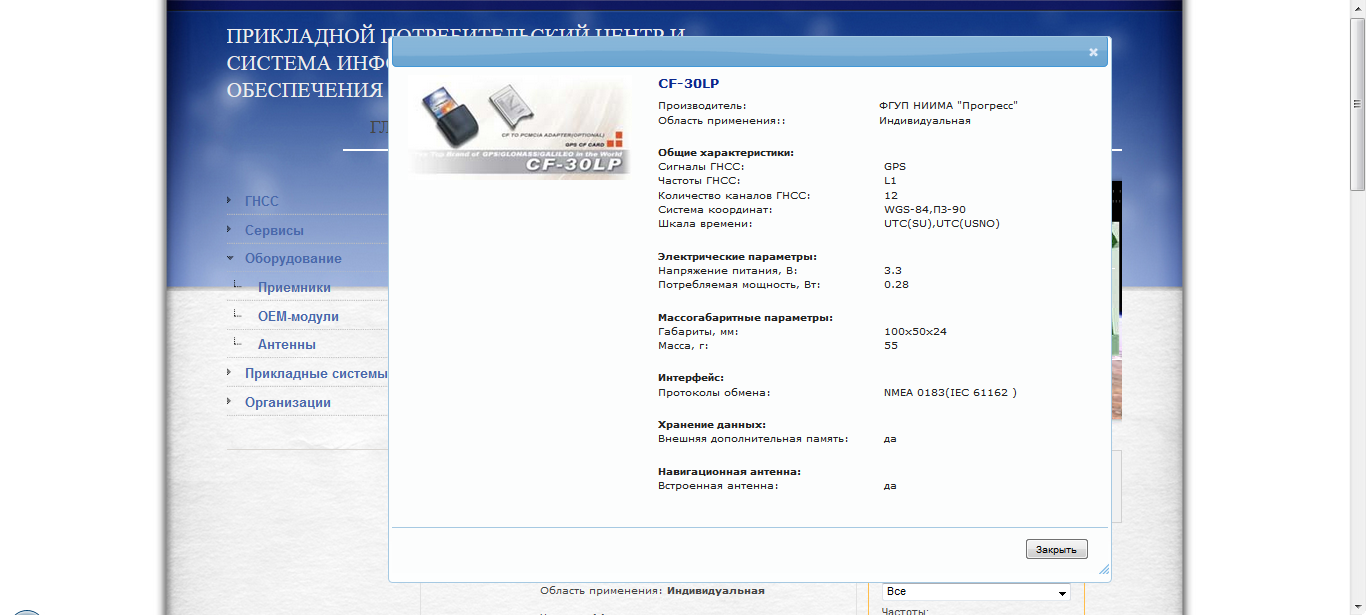 ПРИКЛАДНОЙ ПОТРЕБИТЕЛЬСКИЙ ЦЕНТР И
СИСТЕМА
ОБЕСПЕЧЕНИЯ
ГНСС
Сервисы
Оборудование
Приемники
OEM-модули
Антенны
Прикладные системы
Организации
CF TO PCMCIA ADAPTER(OPTIONAL)
GPS CF CARD
The Top Brand of GPS/GLONASS/GALILEO in the World
CF-30LP
CF-30LP
Производитель: ФГУП НИИМА "Прогресс"
Область применения:: Индивидуальная
Общие характеристики:
Сигналы ГНСС: GPS
Частоты ГНСС: L1
Количество каналов ГНСС: 12
Система координат: WGS-84,ПЗ-90
Шкала времени: UTC(SU),UTC(USNO)
Электрические параметры:
Напряжение питания, В: 3.3
Потребляемая мощность, Вт: 0.28
Массогабаритные параметры:
Габариты, мм: 100x50x24
Масса, г: 55
Интерфейс:
Протоколы обмена: NMEA 0183(IEC 61162 )
Хранение данных:
Внешняя дополнительная память: да
Навигационная антенна:
Встроенная антенна: да
Закрыть
Область применения: Индивидуальная
Все
Частоты: